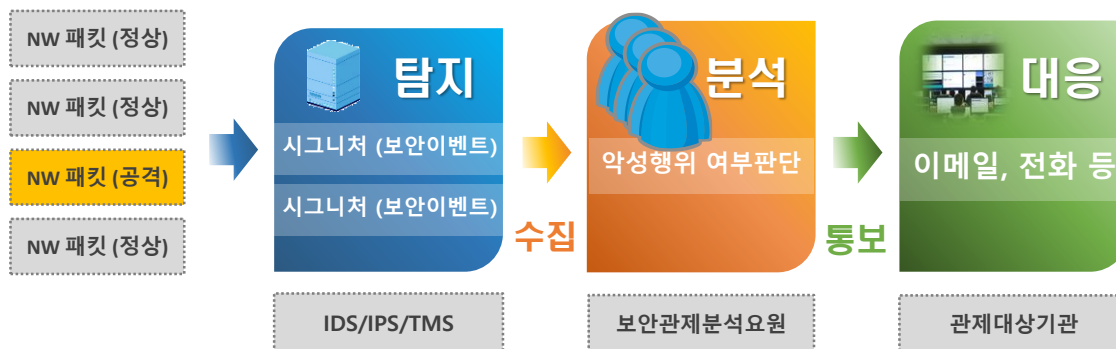 NW 패킷 (정상)
NW 패킷 (정상)
NW 패킷 (공격)
NW 패킷 (정상)
탐지
시그니처 (보안이벤트)
시그니처 (보안이벤트)
IDS/IPS/TMS
수집
분석
악성행위 여부판단
보안관제분석요원
통보
대응
이메일, 전화 등
관제대상기관